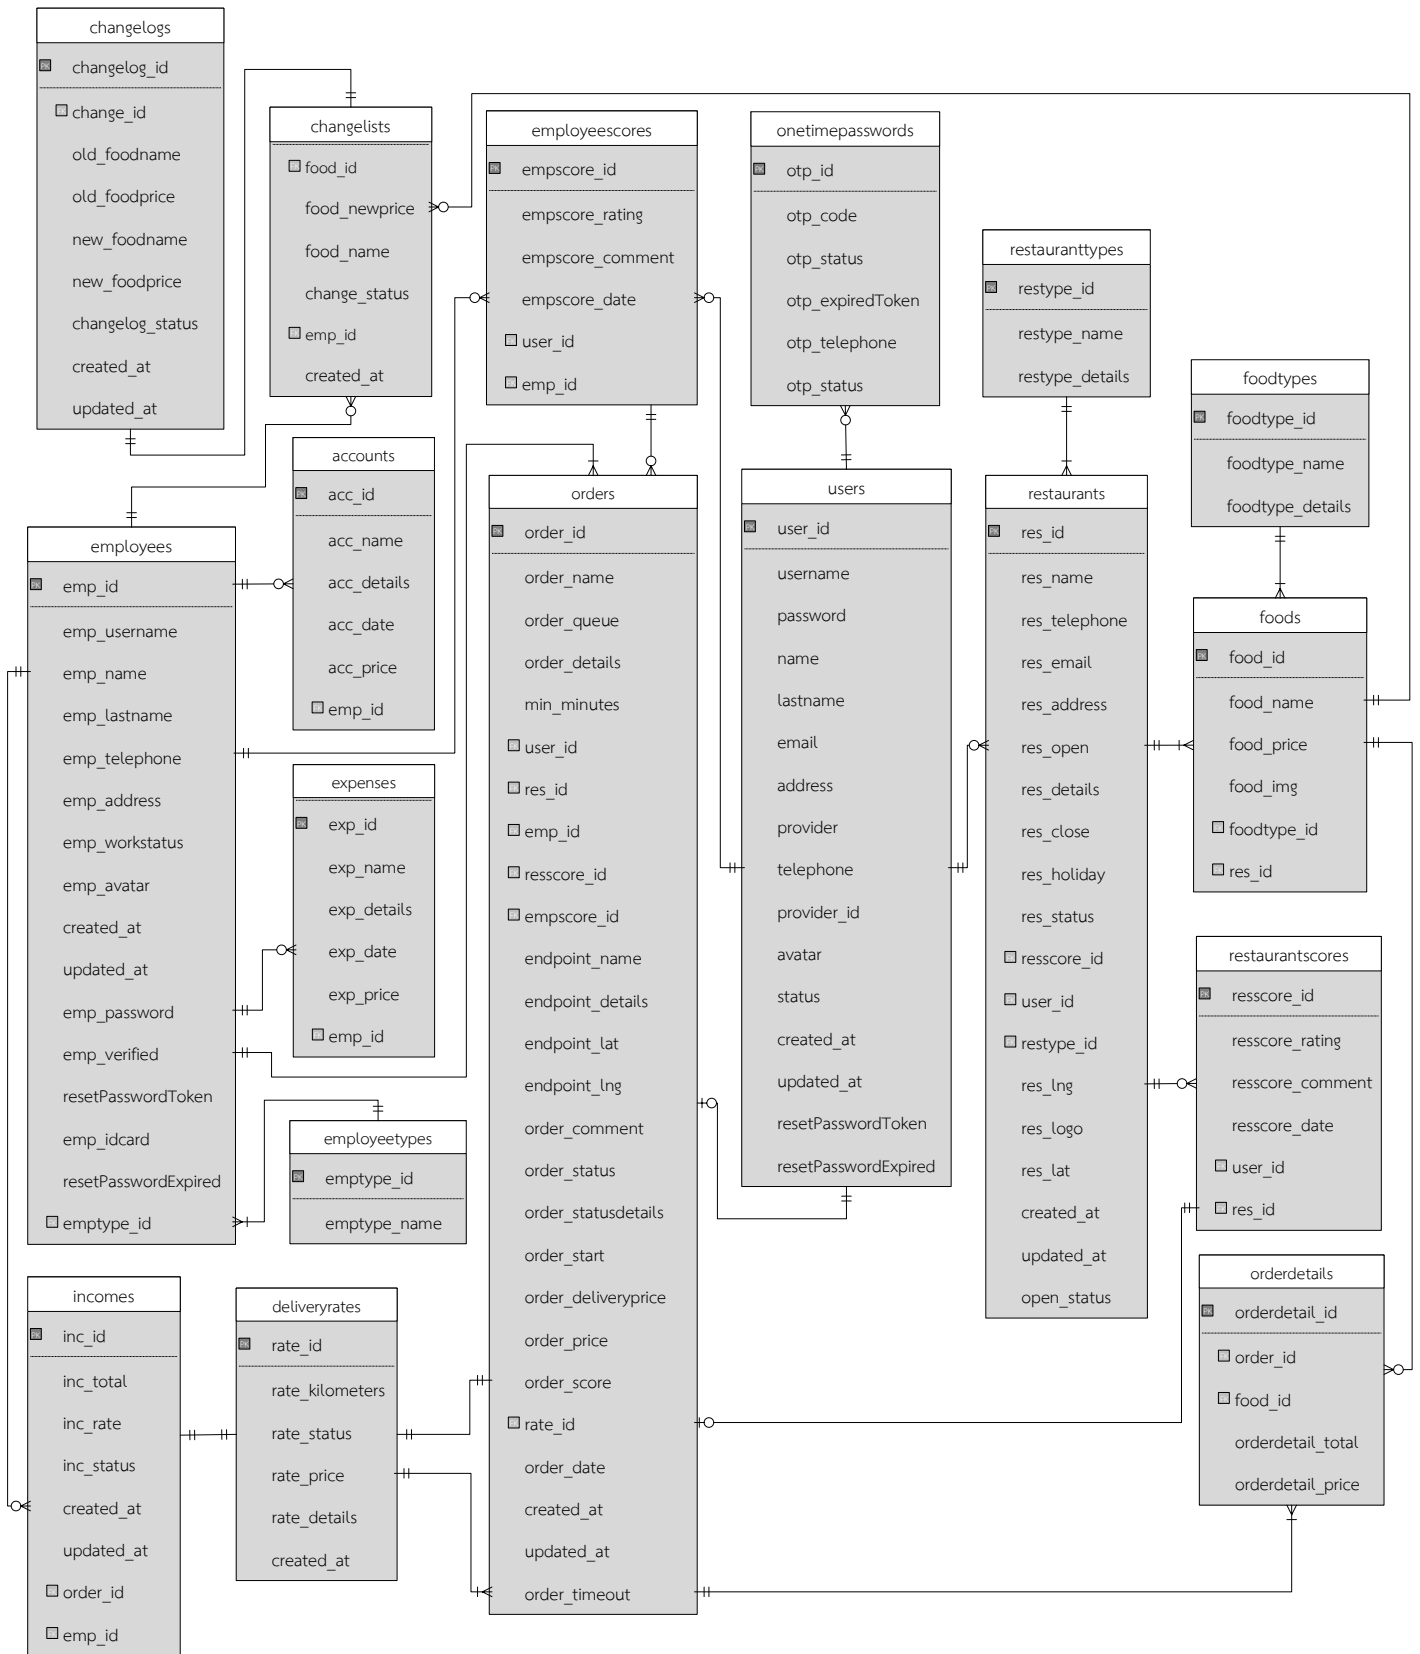 changelogs
changelog_id
change_id
old_foodname
old_foodprice
new_foodname
new_foodprice
changelog_status
created_at
updated_at
changelists
food_id
food_newprice
food_name
change_status
emp_id
created_at
employeescores
empscore_id
empscore_rating
empscore_comment
empscore_date
user_id
emp_id
onetimepasswords
otp_id
otp_code
otp_status
otp_expiredToken
otp_telephone
otp_status
restauranttypes
restype_id
restype_name
restype_details
foodtypes
foodtype_id
foodtype_name
foodtype_details
accounts
acc_id
acc_name
acc_details
acc_date
acc_price
emp_id
employees
emp_id
emp_username
emp_name
emp_lastname
emp_telephone
emp_address
emp_workstatus
emp_avatar
created_at
updated_at
emp_password
emp_verified
resetPasswordToken
emp_idcard
resetPasswordExpired
emptype_id
expenses
exp_id
exp_name
exp_details
exp_date
exp_price
emp_id
employeetypes
emptype_id
emptype_name
orders
order_id
order_name
order_queue
order_details
min_minutes
user_id
res_id
emp_id
resscore_id
empscore_id
endpoint_name
endpoint_details
endpoint_lat
endpoint_lng
order_comment
order_status
order_statusdetails
order_start
order_deliveryprice
order_price
order_score
rate_id
order_date
created_at
updated_at
order_timeout
users
user_id
username
password
name
lastname
email
address
provider
telephone
provider_id
avatar
status
created_at
updated_at
resetPasswordToken
resetPasswordExpired
restaurants
res_id
res_name
res_telephone
res_email
res_address
res_open
res_details
res_close
res_holiday
res_status
resscore_id
user_id
restype_id
res_lng
res_logo
res_lat
created_at
updated_at
open_status
foods
food_id
food_name
food_price
food_img
foodtype_id
res_id
restaurantscores
resscore_id
resscore_rating
resscore_comment
resscore_date
user_id
res_id
orderdetails
orderdetail_id
order_id
food_id
orderdetail_total
orderdetail_price
incomes
inc_id
inc_total
inc_rate
inc_status
created_at
updated_at
order_id
emp_id
deliveryrates
rate_id
rate_kilometers
rate_status
rate_price
rate_details
created_at